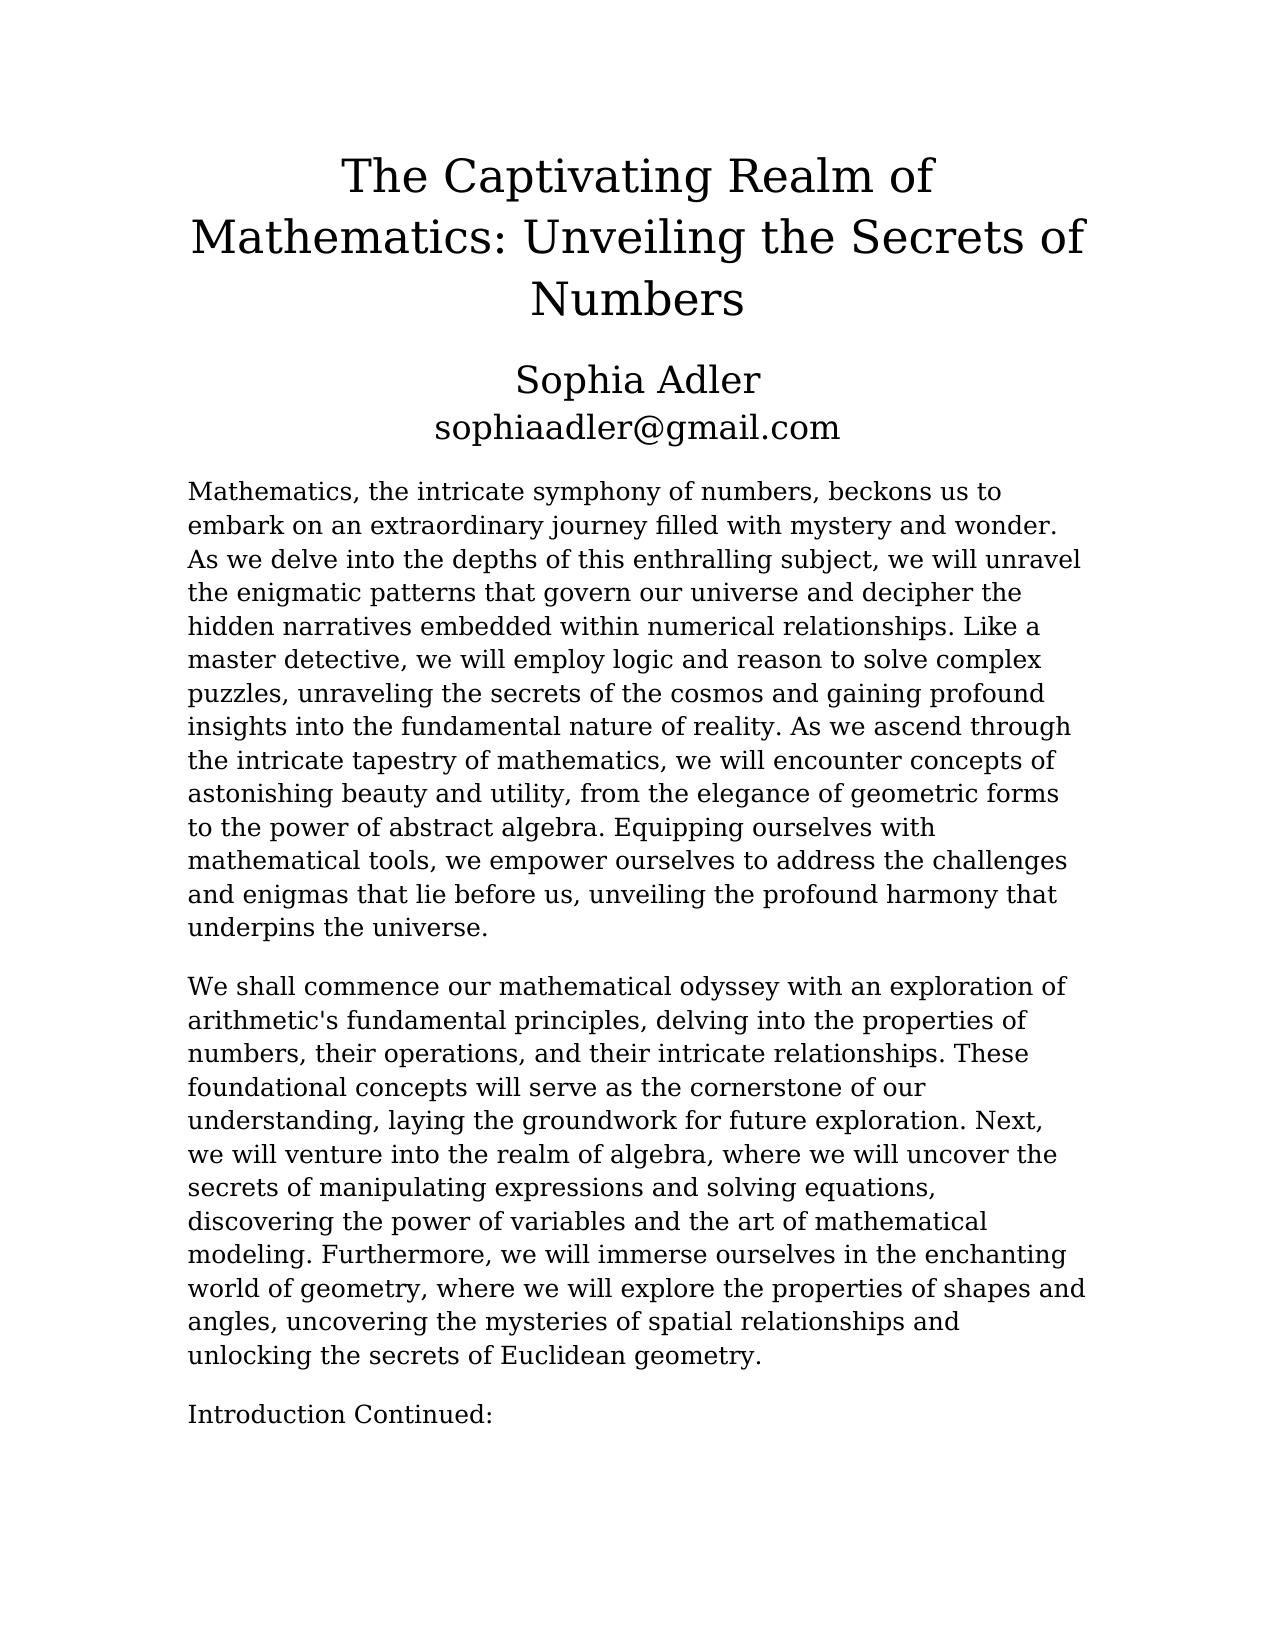 The Captivating Realm of
Mathematics: Unveiling the Secrets of
Numbers
Sophia Adler
sophiaadler@gmail.com
Mathematics, the intricate symphony of numbers, beckons us to
embark on an extraordinary journey filled with mystery and wonder.
As we delve into the depths of this enthralling subject, we will unravel
the enigmatic patterns that govern our universe and decipher the
hidden narratives embedded within numerical relationships. Like a
master detective, we will employ logic and reason to solve complex
puzzles, unraveling the secrets of the cosmos and gaining profound
insights into the fundamental nature of reality. As we ascend through
the intricate tapestry of mathematics, we will encounter concepts of
astonishing beauty and utility, from the elegance of geometric forms
to the power of abstract algebra. Equipping ourselves with
mathematical tools, we empower ourselves to address the challenges
and enigmas that lie before us, unveiling the profound harmony that
underpins the universe.
We shall commence our mathematical odyssey with an exploration of
arithmetic's fundamental principles, delving into the properties of
numbers, their operations, and their intricate relationships. These
foundational concepts will serve as the cornerstone of our
understanding, laying the groundwork for future exploration. Next,
we will venture into the realm of algebra, where we will uncover the
secrets of manipulating expressions and solving equations,
discovering the power of variables and the art of mathematical
modeling. Furthermore, we will immerse ourselves in the enchanting
world of geometry, where we will explore the properties of shapes and
angles, uncovering the mysteries of spatial relationships and
unlocking the secrets of Euclidean geometry.
Introduction Continued: